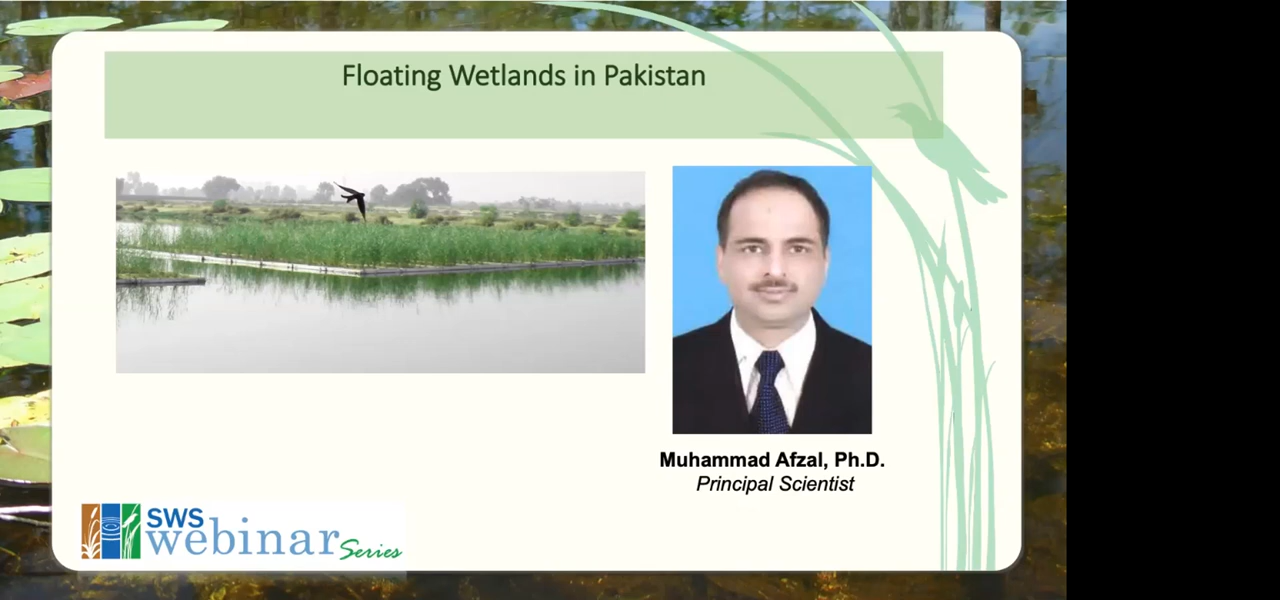 Floating Wetlands in Pakistan
Muhammad Afzal, Ph.D.
Principal Scientist
SWS
webinar Series